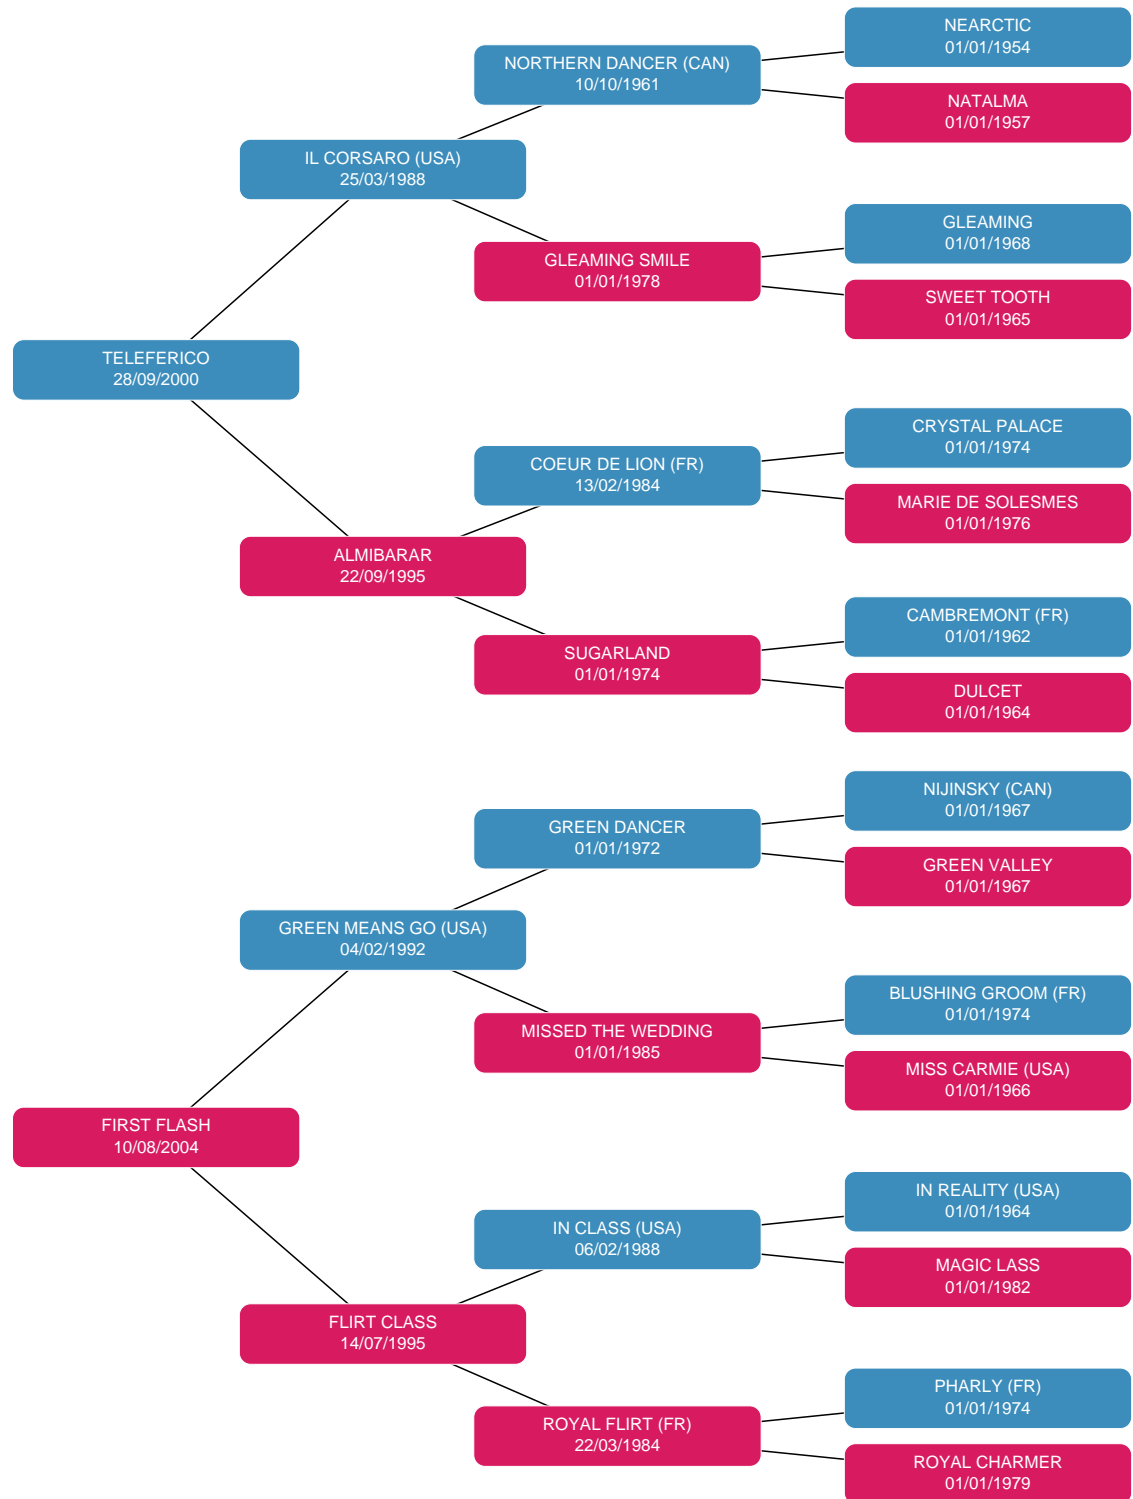 NEARCTIC
01/01/1954
NORTHERN DANCER (CAN)
10/10/1961
NATALMA
01/01/1957
IL CORSARO (USA)
25/03/1988
GLEAMING
01/01/1968
GLEAMING SMILE
01/01/1978
SWEET TOOTH
01/01/1965
TELEFERICO
28/09/2000
CRYSTAL PALACE
01/01/1974
COEUR DE LION (FR)
13/02/1984
MARIE DE SOLESMES
01/01/1976
ALMIBARAR
22/09/1995
CAMBREMONT (FR)
01/01/1962
SUGARLAND
01/01/1974
DULCET
01/01/1964
NIJINSKY (CAN)
01/01/1967
GREEN DANCER
01/01/1972
GREEN VALLEY
01/01/1967
GREEN MEANS GO (USA)
04/02/1992
BLUSHING GROOM (FR)
01/01/1974
MISSED THE WEDDING
01/01/1985
MISS CARMIE (USA)
01/01/1966
FIRST FLASH
10/08/2004
IN REALITY (USA)
01/01/1964
IN CLASS (USA)
06/02/1988
MAGIC LASS
01/01/1982
FLIRT CLASS
14/07/1995
PHARLY (FR)
01/01/1974
ROYAL FLIRT (FR)
22/03/1984
ROYAL CHARMER
01/01/1979